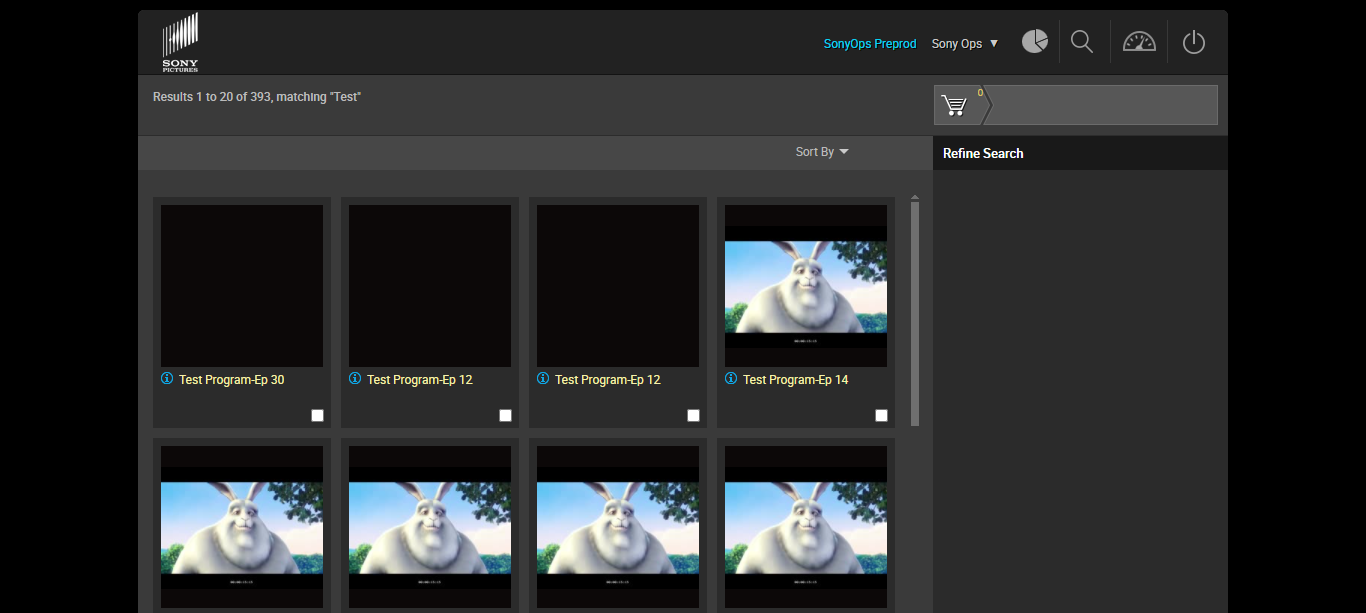 SONY
PICTURES
SonyOps Preprod Sony Ops ▼
Results 1 to 20 of 393, matching "Test"
0
Sort By
Refine Search
Test Program-Ep 30
Test Program-Ep 12
Test Program-Ep 12
Test Program-Ep 14